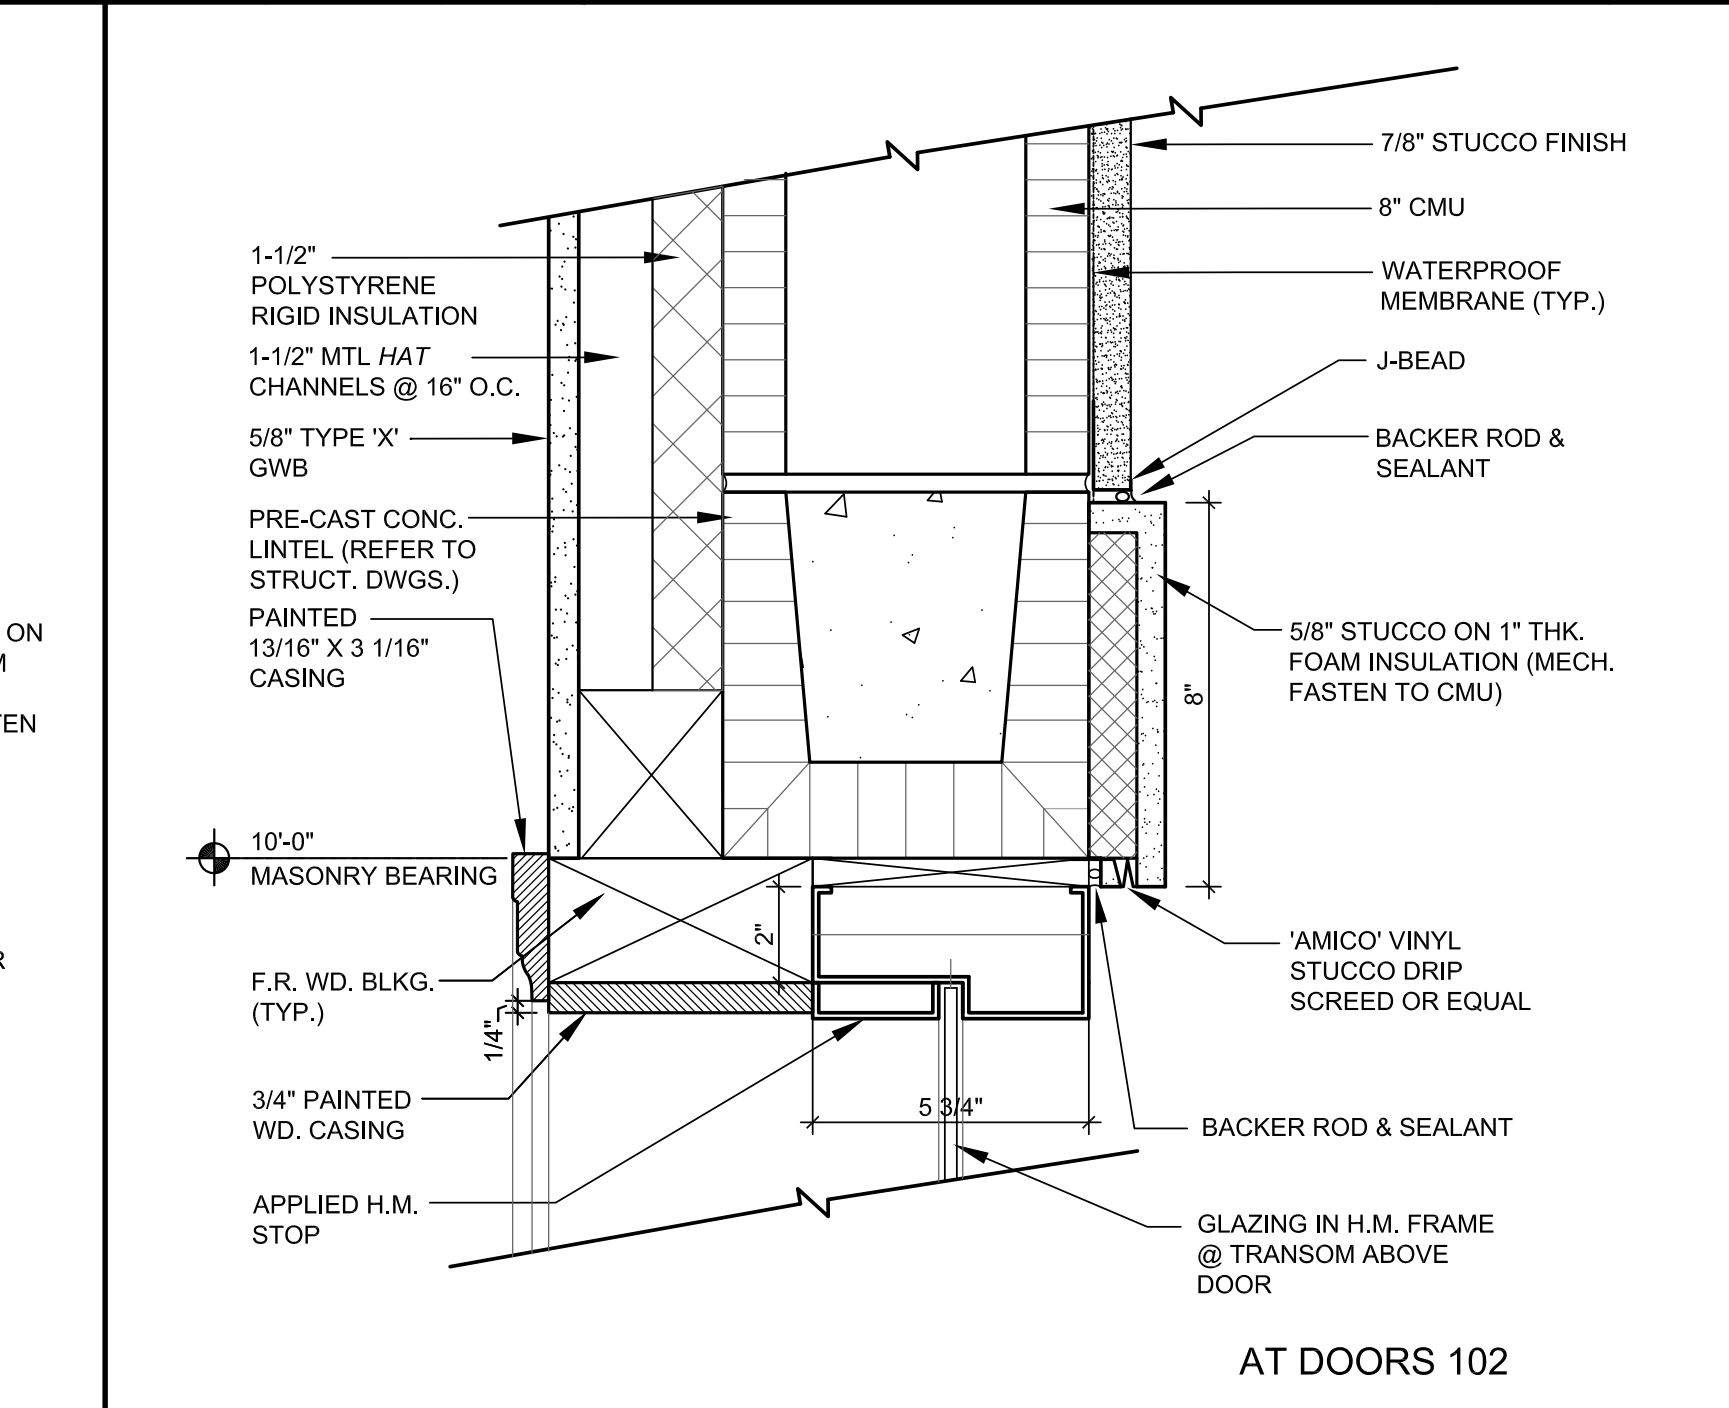 ON
M
TEN
R
1-1/2"
POLYSTYRENE
RIGID INSULATION
1-1/2" MTL HAT
CHANNELS @ 16" O.C.
5/8" TYPE 'X'
GWB
PRE-CAST CONC.
LINTEL (REFER TO
STRUCT. DWGS.)
PAINTED
13/16" X 3 1/16"
CASING
10'-0"
MASONRY BEARING
F.R. WD. BLKG.
(TYP.)
1/4"
3/4" PAINTED
WD. CASING
APPLIED H.M.
STOP
2"
5 3/4"
8"
7/8" STUCCO FINISH
8" CMU
WATERPROOF
MEMBRANE (TYP.)
J-BEAD
BACKER ROD &
SEALANT
5/8" STUCCO ON 1" THK.
FOAM INSULATION (MECH.
FASTEN TO CMU)
'AMICO' VINYL
STUCCO DRIP
SCREED OR EQUAL
BACKER ROD & SEALANT
GLAZING IN H.M. FRAME
@ TRANSOM ABOVE
DOOR
AT DOORS 102